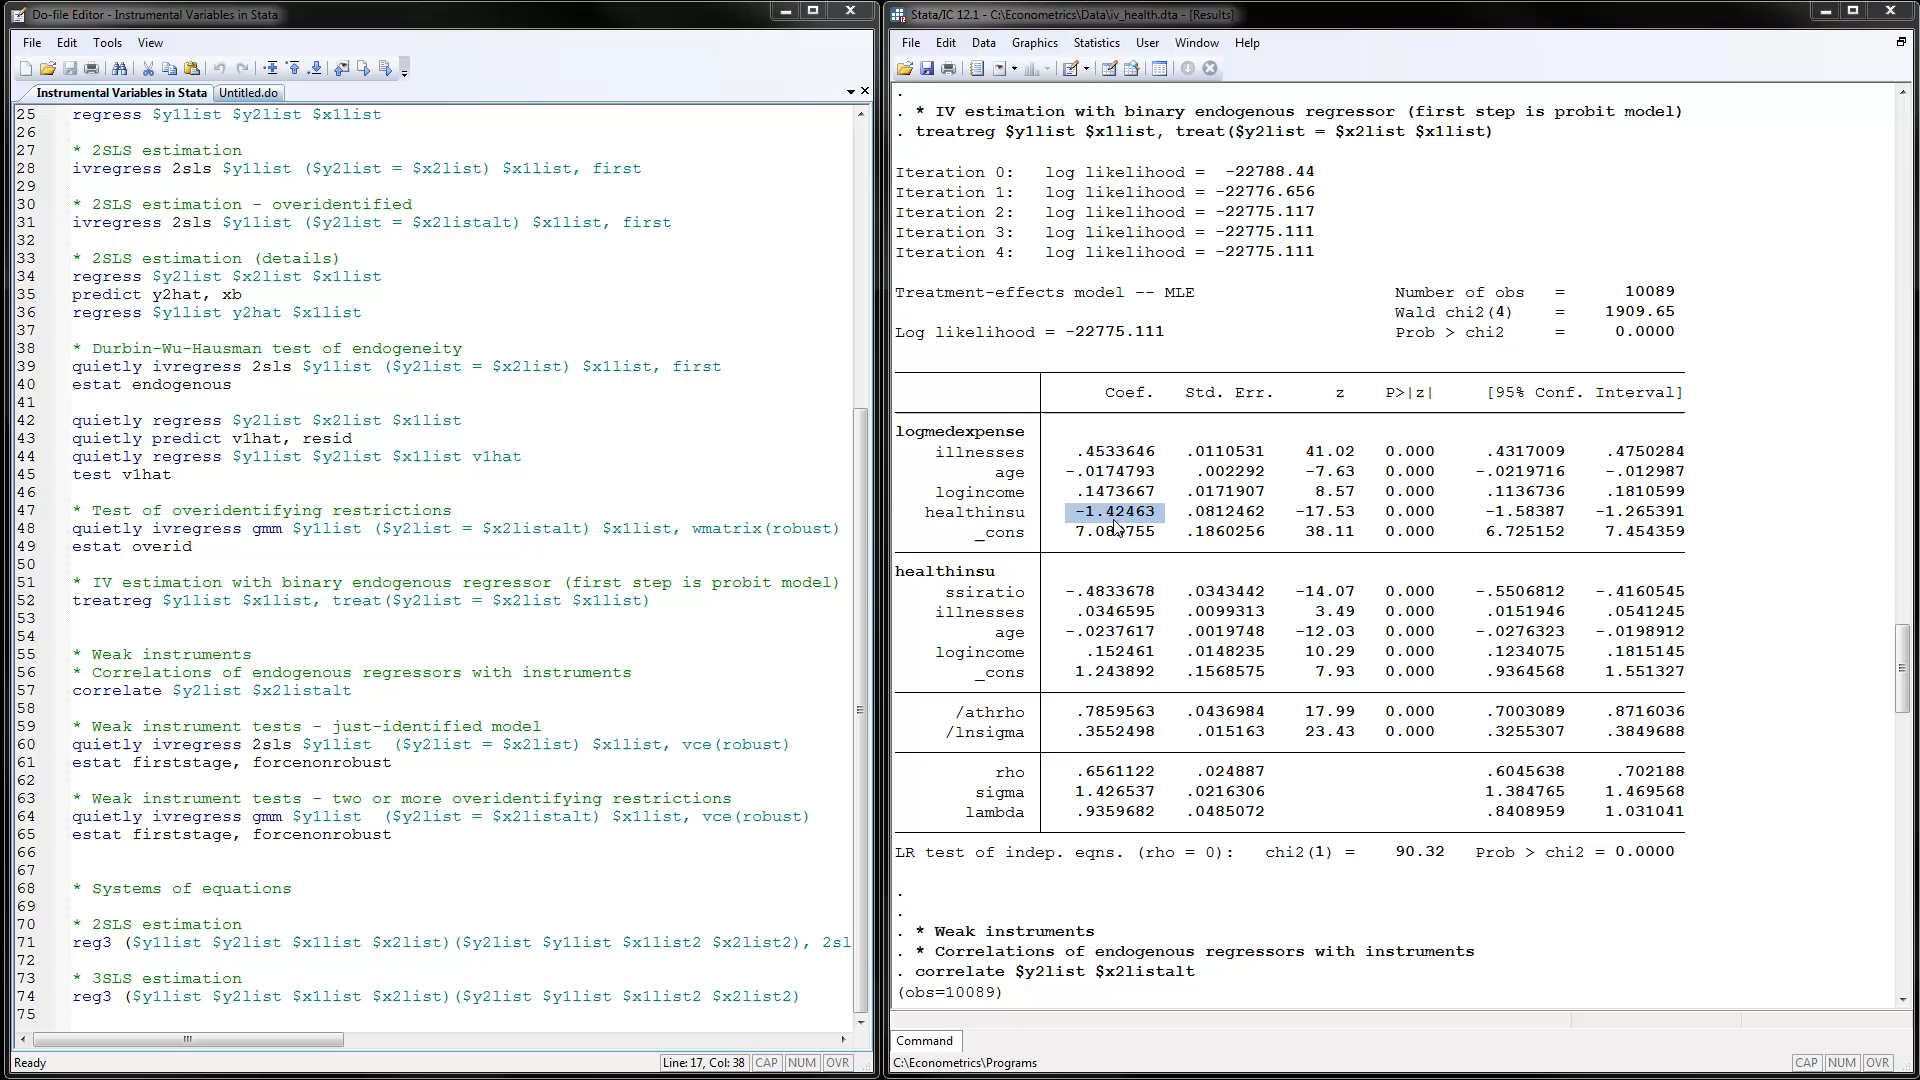 Do-file Editor - Instrumental Variables in Stata
File Edit Tools View
Instrumental Variables in Stata Untitled.do
25 regress $y1list $y2list $x1list
26
27 * 2SLS estimation
28 ivregress 2sls $y1list ($y2list = $x2list) $x1list, first
29
30 * 2SLS estimation - overidentified
31 ivregress 2sls $y1list ($y2list = $x2listalt) $x1list, first
32
33 * 2SLS estimation (details)
34 regress $y2list $x2list $x1list
35 predict y2hat, xb
36 regress $y1list y2hat $x1list
37
38 * Durbin-Wu-Hausman test of endogeneity
39 quietly ivregress 2sls $y1list ($y2list = $x2list) $x1list, first
40 estat endogenous
41
42 quietly regress $y2list $x2list $x1list
43 quietly predict v1hat, resid
44 quietly regress $y1list $y2list $x1list v1hat
45 test v1hat
46
47 * Test of overidentifying restrictions
48 quietly ivregress gmm $y1list ($y2list = $x2listalt) $x1list, wmatrix(robust)
49 estat overid
50
51 * IV estimation with binary endogenous regressor (first step is probit model)
52 treatreg $y1list $x1list, treat($y2list = $x2list $x1list)
53
54
55 * Weak instruments
56 * Correlations of endogenous regressors with instruments
57 correlate $y2list $x2listalt
58
59 * Weak instrument tests - just-identified model
60 quietly ivregress 2sls $y1list ($y2list = $x2list) $x1list, vce(robust)
61 estat firststage, forcenonrobust
62
63 * Weak instrument tests - two or more overidentifying restrictions
64 quietly ivregress gmm $y1list ($y2list = $x2listalt) $x1list, vce(robust)
65 estat firststage, forcenonrobust
66
67
68 * Systems of equations
69
70 * 2SLS estimation
71 reg3 ($y1list $y2list $x1list $x2list)($y2list $y1list $x1list2 $x2list2), 2sl
72
73 * 3SLS estimation
74 reg3 ($y1list $y2list $x1list $x2list)($y2list $y1list $x1list2 $x2list2)
75
Ready Line: 17, Col: 38 CAP NUM OVR
Stata/IC 12.1 - C:\Econometrics\Data\iv_health.dta - [Results]
File Edit Data Graphics Statistics User Window Help
.
. * IV estimation with binary endogenous regressor (first step is probit model)
. treatreg $y1list $x1list, treat($y2list = $x2list $x1list)
Iteration 0: log likelihood = -22788.44
Iteration 1: log likelihood = -22776.656
Iteration 2: log likelihood = -22775.117
Iteration 3: log likelihood = -22775.111
Iteration 4: log likelihood = -22775.111
Treatment-effects model -- MLE Number of obs = 10089
Wald chi2(4) = 1909.65
Log likelihood = -22775.111 Prob > chi2 = 0.0000
Coef. Std. Err. z P>|z| [95% Conf. Interval]
logmedexpense
illnesses .4533646 .0110531 41.02 0.000 .4317009 .4750284
age -.0174793 .002292 -7.63 0.000 -.0219716 -.012987
logincome .1473667 .0171907 8.57 0.000 .1136736 .1810599
healthinsu -1.42463 .0812462 -17.53 0.000 -1.58387 -1.265391
_cons .1860256 38.11 0.000 6.725152 7.454359
healthinsu
ssiratio -.4833678 .0343442 -14.07 0.000 -.5506812 -.4160545
illnesses .0346595 .0099313 3.49 0.000 .0151946 .0541245
age -.0237617 .0019748 -12.03 0.000 -.0276323 -.0198912
logincome .152461 .0148235 10.29 0.000 .1234075 .1815145
_cons 1.243892 .1568575 7.93 0.000 .9364568 1.551327
/athrho .7859563 .0436984 17.99 0.000 .7003089 .8716036
/lnsigma .3552498 .015163 23.43 0.000 .3255307 .3849688
rho .6561122 .024887 .6045638 .702188
sigma 1.426537 .0216306 1.384765 1.469568
lambda .9359682 .0485072 .8408959 1.031041
LR test of indep. eqns. (rho = 0): chi2(1) = 90.32 Prob > chi2 = 0.0000
.
.
. * Weak instruments
. * Correlations of endogenous regressors with instruments
. correlate $y2list $x2listalt
(obs=10089)
Command
C:\Econometrics\Programs CAP NUM OVR